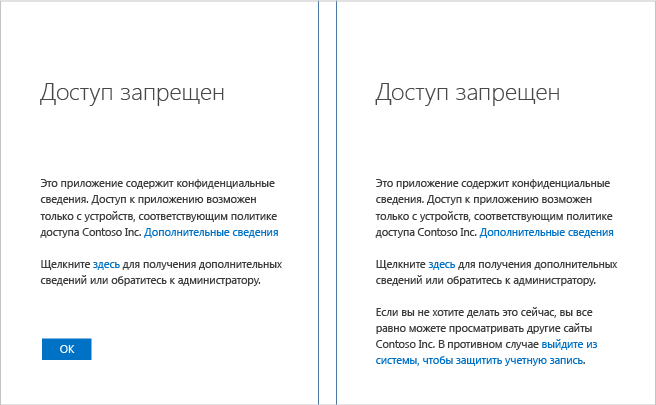 Доступ запрещен
Это приложение содержит конфиденциальные
сведения. Доступ к приложению возможен
только с устройств, соответствующим политике
доступа Contoso Inc. Дополнительные сведения
Щелкните здесь для получения дополнительных
сведений или обратитесь к администратору.
ОК
Доступ запрещен
Это приложение содержит конфиденциальные
сведения. Доступ к приложению возможен
только с устройств, соответствующим политике
доступа Contoso Inc. Дополнительные сведения
Щелкните здесь для получения дополнительных
сведений или обратитесь к администратору.
Если вы не хотите делать это сейчас, вы все
равно можете просматривать другие сайты
Contoso Inc. В противном случае выйдите из
системы, чтобы защитить учетную запись.